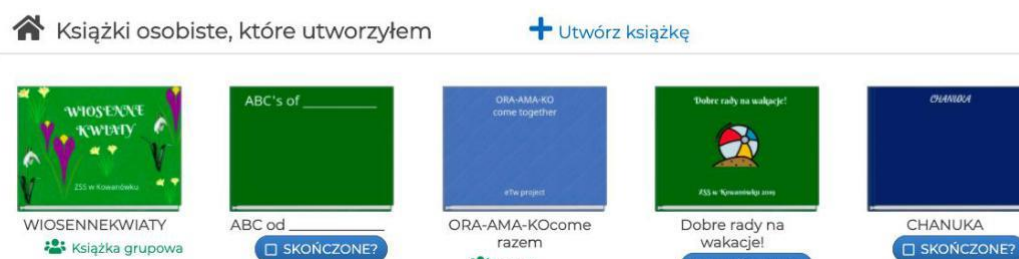 Książki osobiste, które utworzyłem
Utwórz książkę
WIOSENNE
KWIATY
ZSS w Kowanówku
WIOSENNEKWIATY
Książka grupowa
ABC's of ________
ABC od ________
SKOŃCZONE?
ORA-AMA-KO
come together
eTw project
ORA-AMA-KOcome
razem
Dobre rady na wakacje!
ZSS w Kowanówku 2019
Dobre rady na
wakacje!
CHANUKA
CHANUKA
SKOŃCZONE?